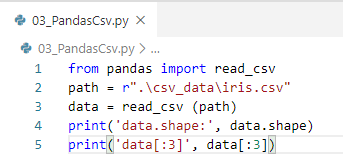 03_PandasCsv.py
03_PandasCsv.py > ...
1 from pandas import read_csv
2 path = r".\csv_data\iris.csv"
3 data = read_csv (path)
4 print('data.shape:', data.shape)
5 print('data[:3]', data[:3])